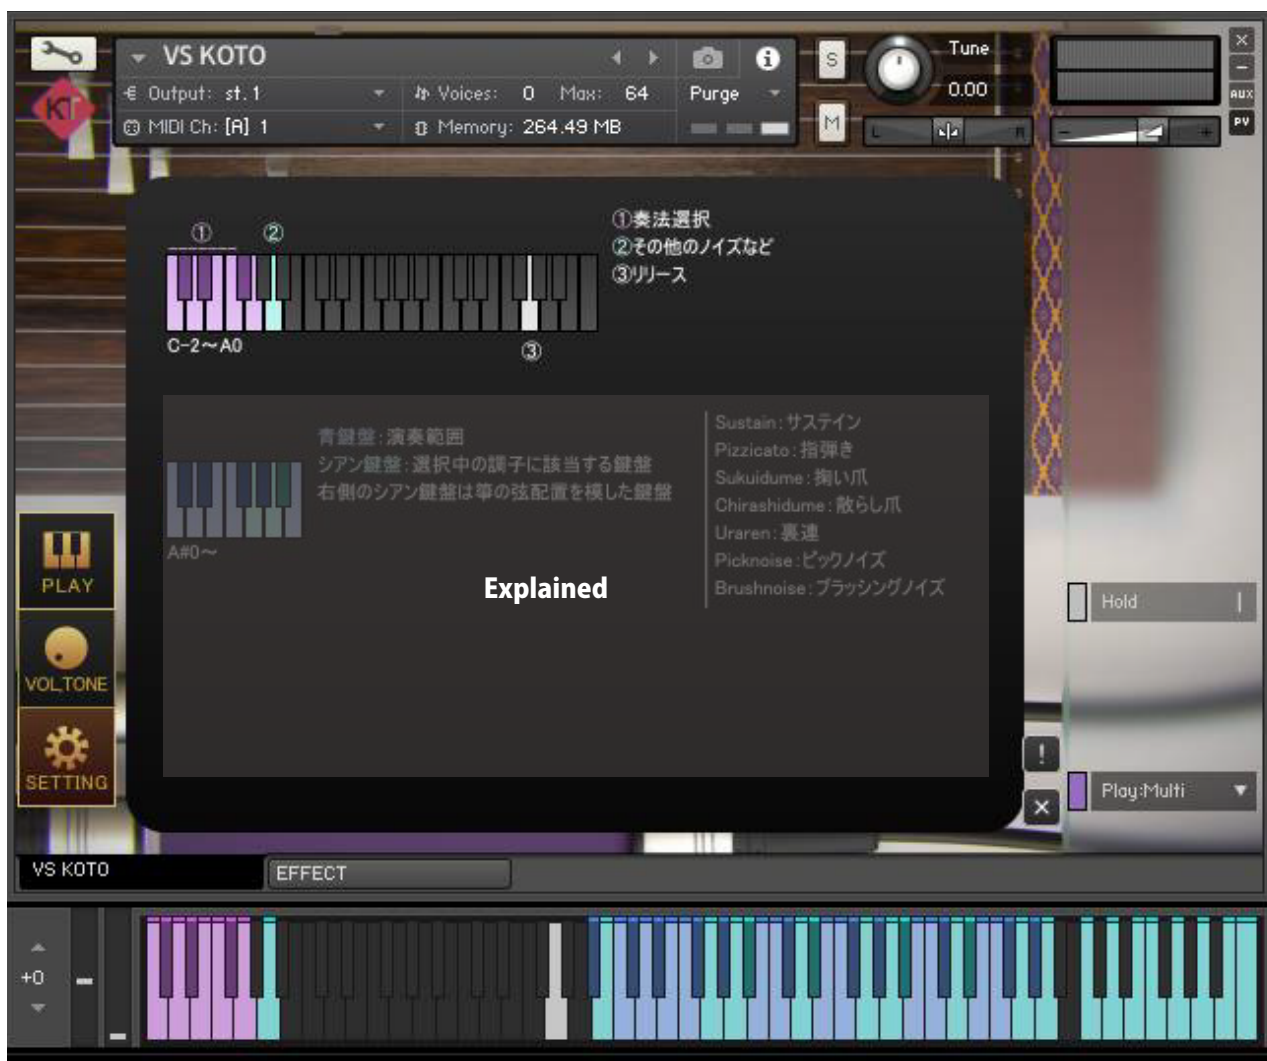 VS KOTO
Output: st.1
Voices: 0 Max: 64
Purge
MIDI Ch: [A] 1
Memory: 264.49 MB
S
M
Tune
0.00
L
R
-
+
×
-
AUX
PV
KT
① ②
C-2～A0
③
①奏法選択
②その他のノイズなど
③リリース
青鍵盤:演奏範囲
シアン鍵盤:選択中の調子に該当する鍵盤
右側のシアン鍵盤は箏の弦配置を模した鍵盤
A#0～
Sustain:サステイン
Pizzicato:指弾き
Sukuidume:掬い爪
Chirashidume:散らし爪
Uraren:裏連
Picknoise:ピックノイズ
Brushnoise:ブラッシングノイズ
Explained
PLAY
VOL,TONE
SETTING
Hold
!
Play:Multi
×
VS KOTO
EFFECT
+0